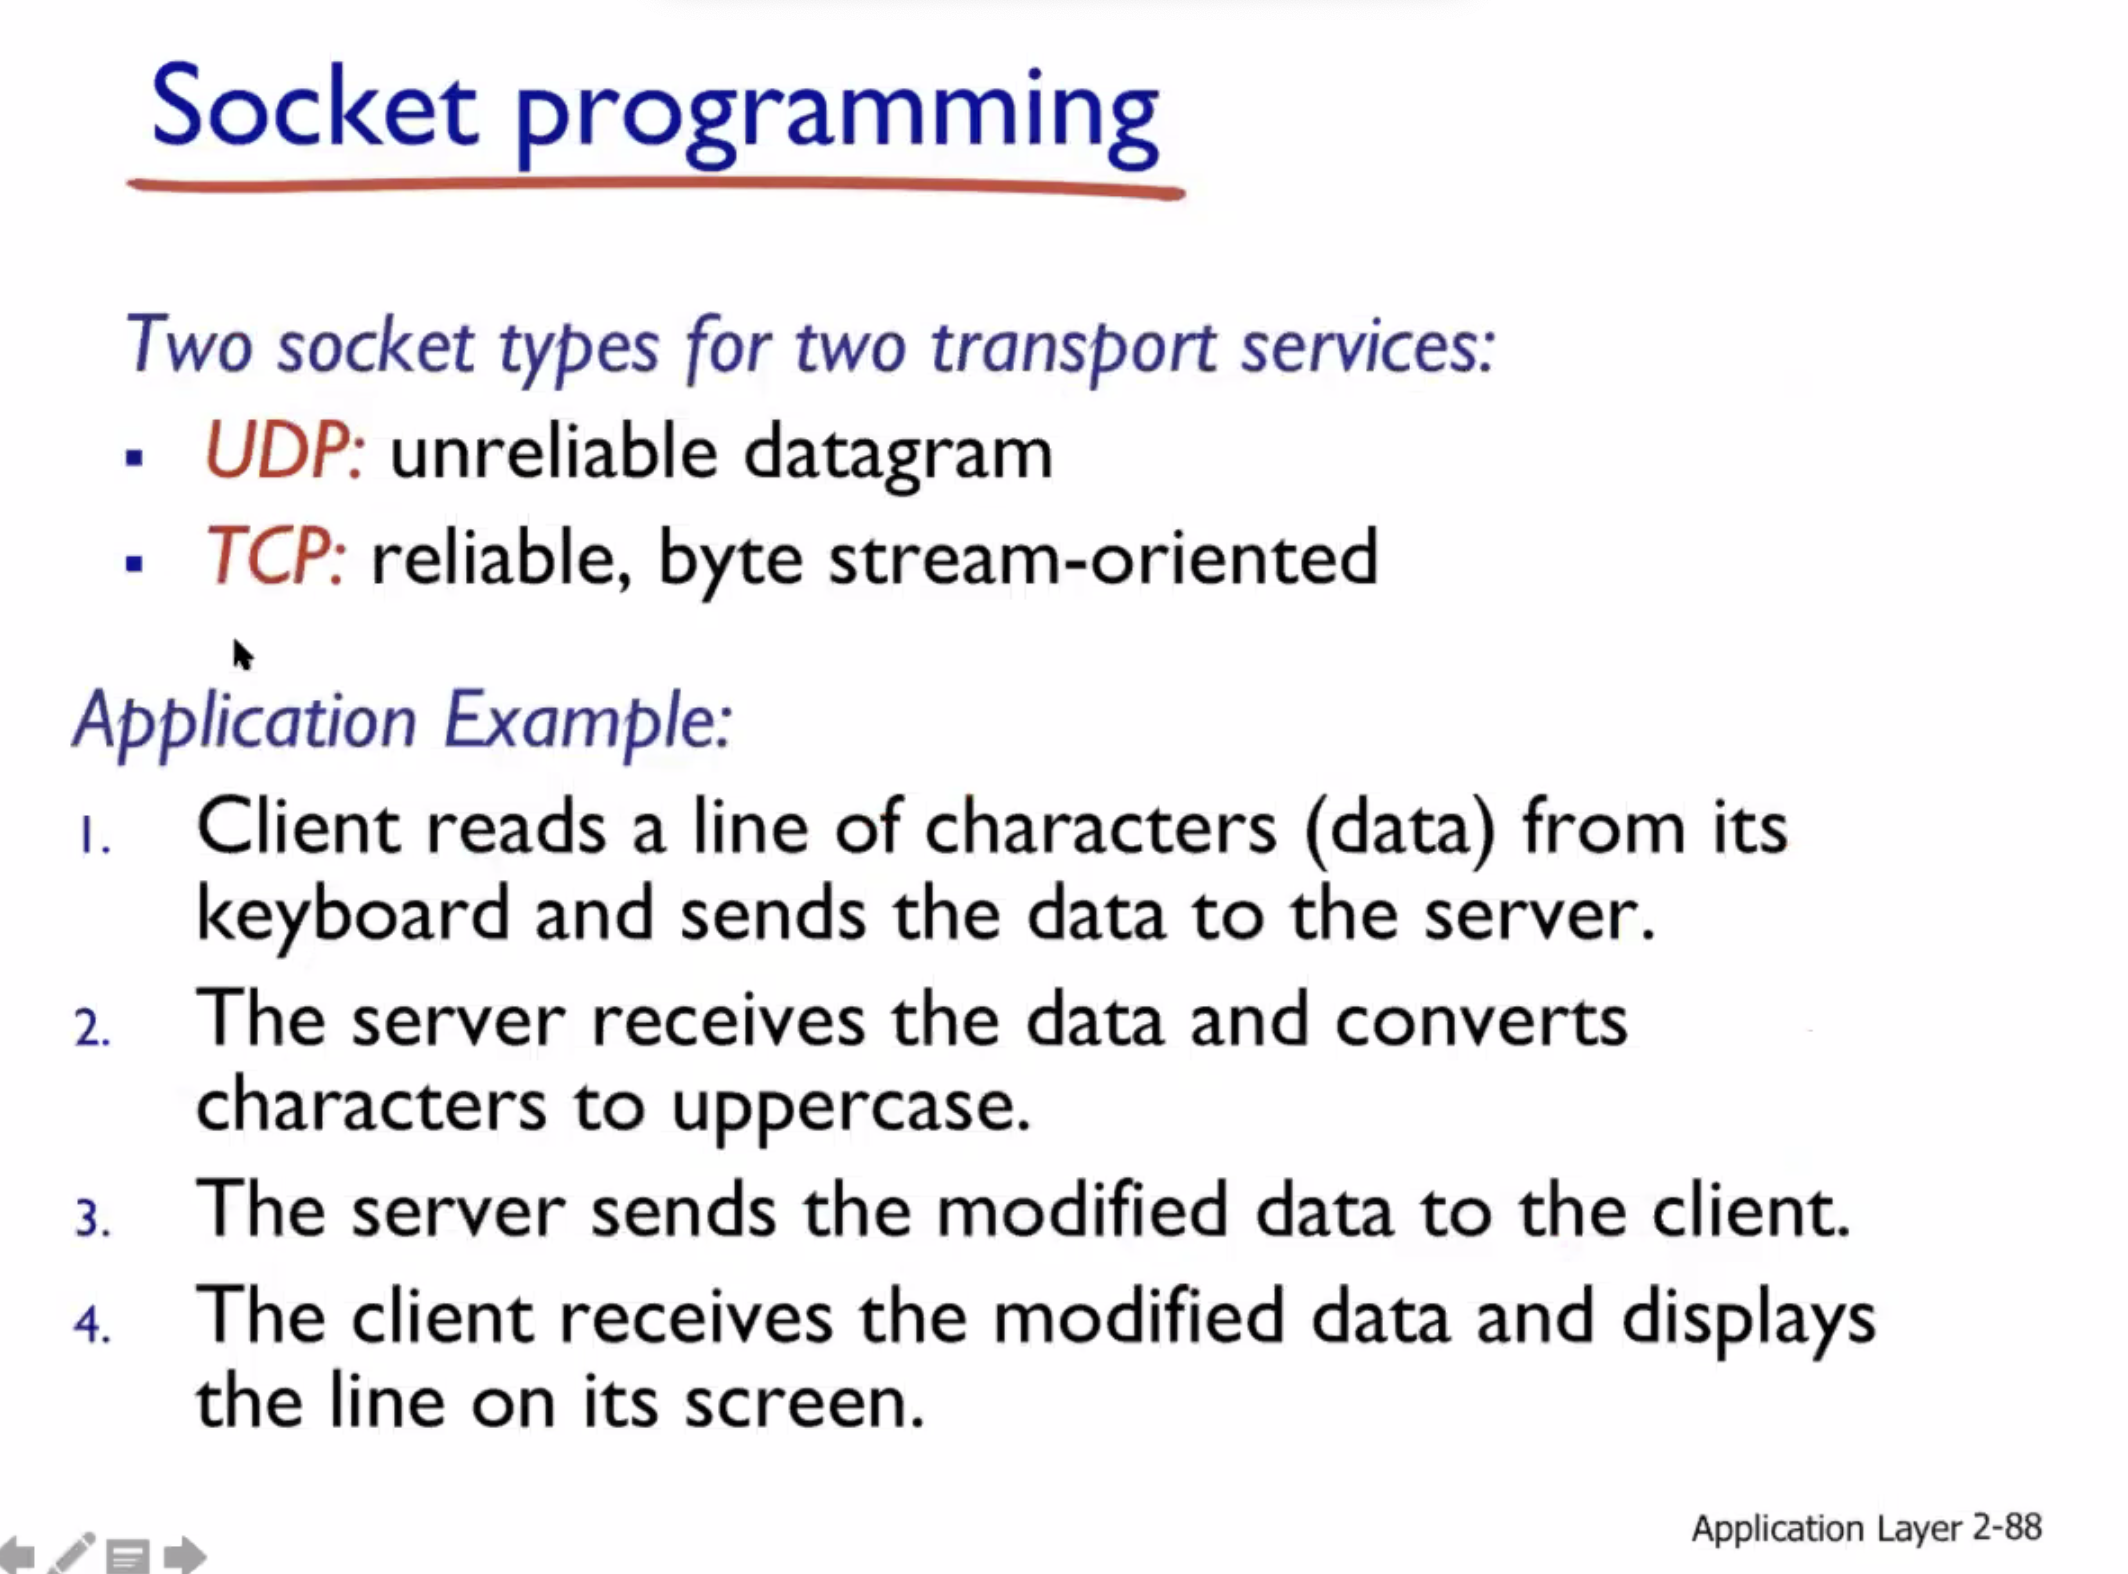 Socket programming
Two socket types for two transport services:
▪ UDP: unreliable datagram
▪ TCP: reliable, byte stream-oriented
Application Example:
1. Client reads a line of characters (data) from its
keyboard and sends the data to the server.
2. The server receives the data and converts
characters to uppercase.
3. The server sends the modified data to the client.
4. The client receives the modified data and displays
the line on its screen.
Application Layer 2-88